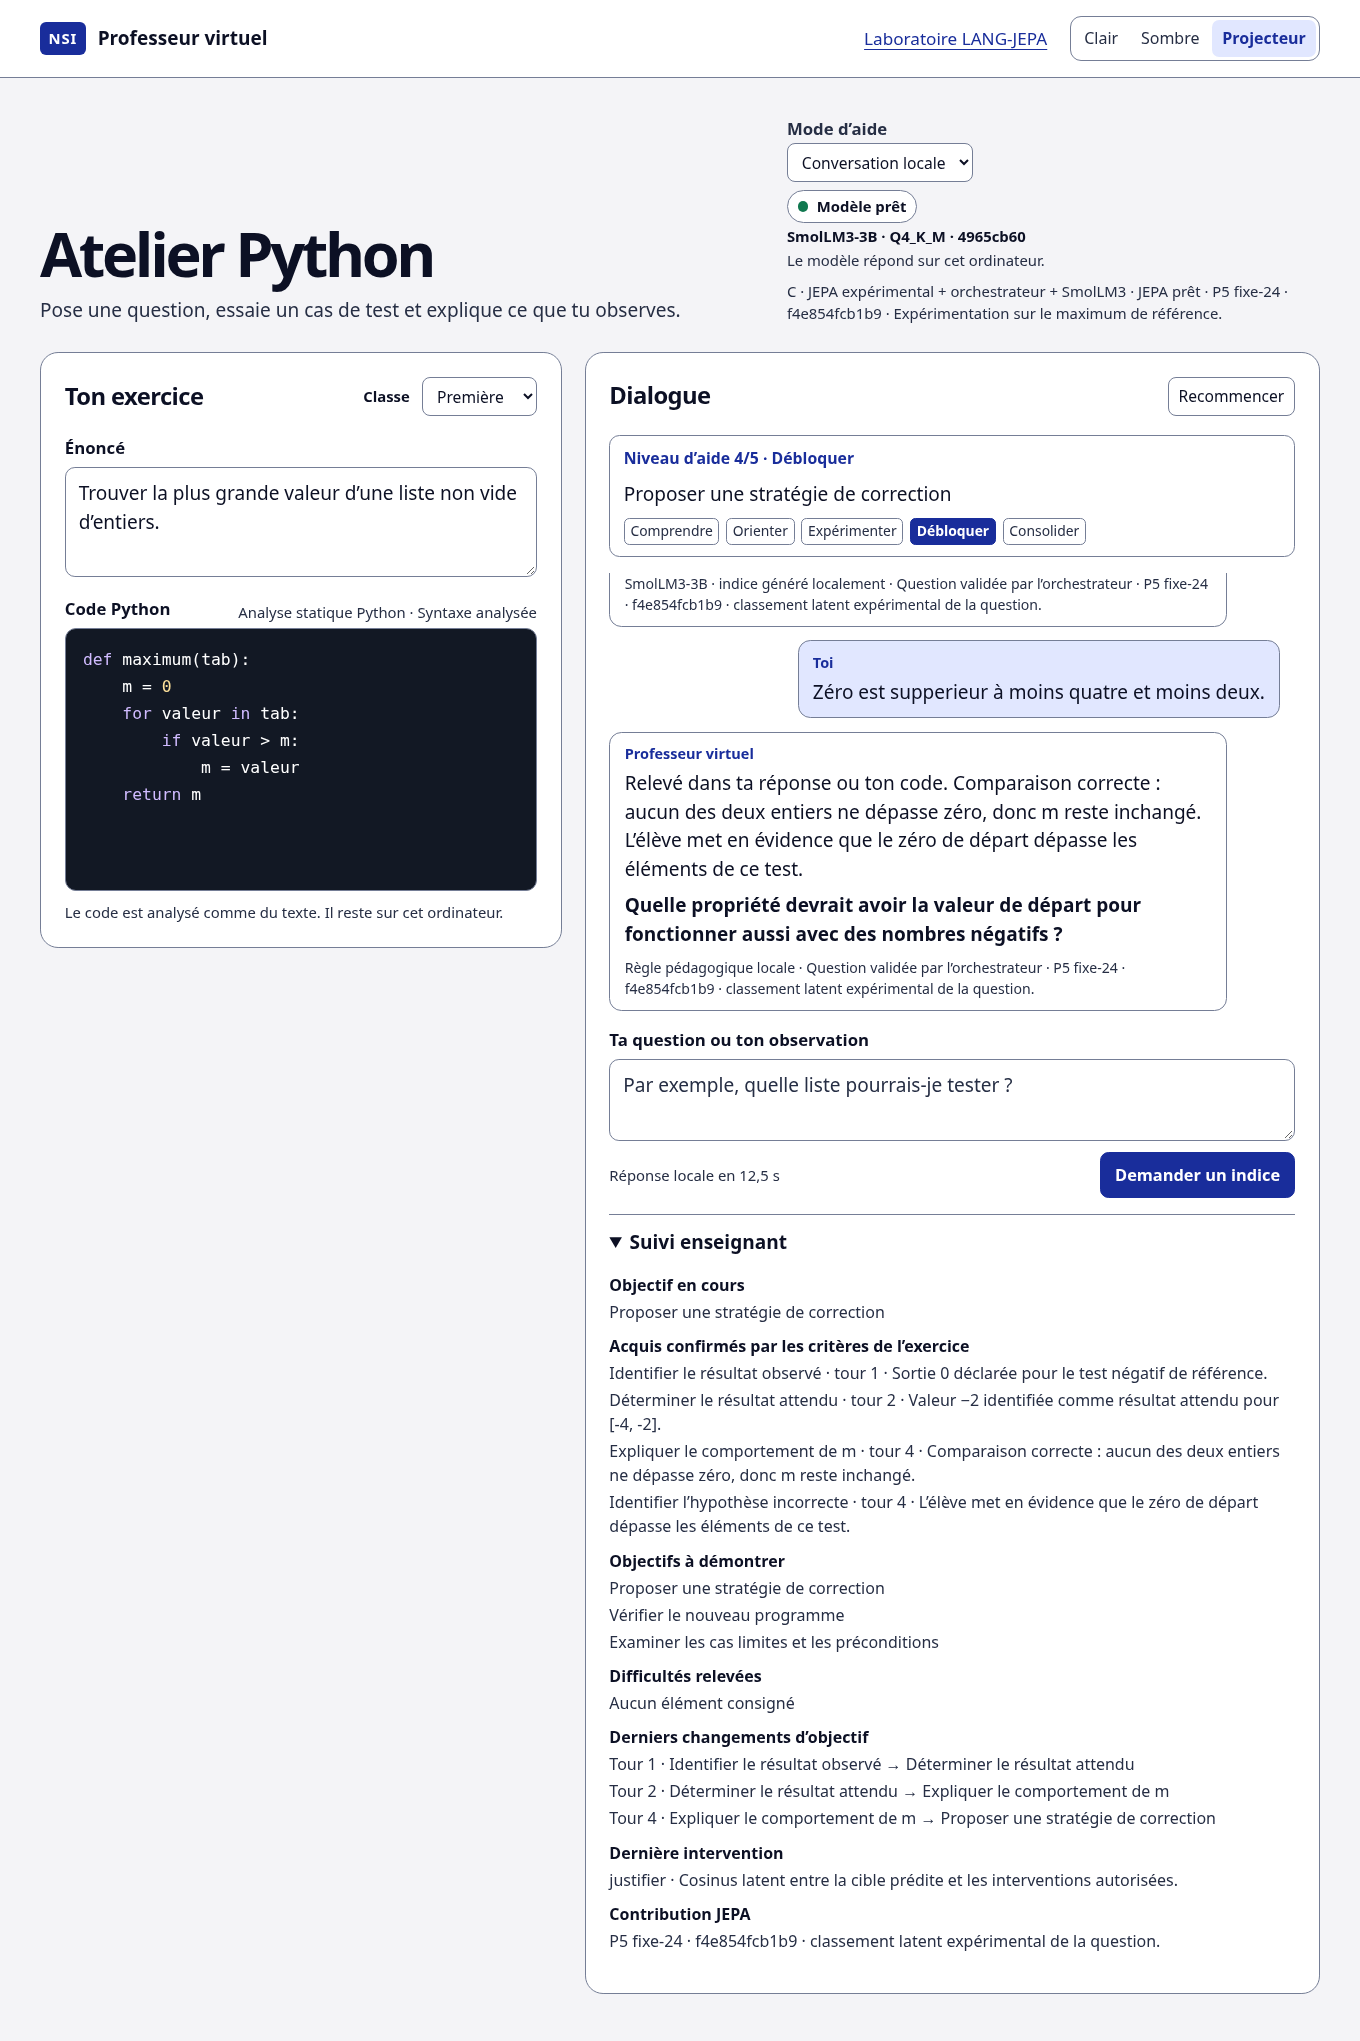 NSI Professeur virtuel
Laboratoire LANG-JEPA
Clair Sombre Projecteur
Atelier Python
Pose une question, essaie un cas de test et explique ce que tu observes.
Mode d’aide
Conversation locale
Modèle prêt
SmolLM3-3B · Q4_K_M · 4965cb60
Le modèle répond sur cet ordinateur.
C · JEPA expérimental + orchestrateur + SmolLM3 · JEPA prêt · P5 fixe-24 ·
f4e854fcb1b9 · Expérimentation sur le maximum de référence.
Ton exercice
Classe Première
Énoncé
Trouver la plus grande valeur d’une liste non vide
d’entiers.
Code Python
Analyse statique Python · Syntaxe analysée
def maximum(tab):
    m = 0
    for valeur in tab:
        if valeur > m:
            m = valeur
    return m
Le code est analysé comme du texte. Il reste sur cet ordinateur.
Dialogue
Recommencer
Niveau d’aide 4/5 · Débloquer
Proposer une stratégie de correction
Comprendre Orienter Expérimenter Débloquer Consolider
SmolLM3-3B · indice généré localement · Question validée par l’orchestrateur · P5 fixe-24
· f4e854fcb1b9 · classement latent expérimental de la question.
Toi
Zéro est supperieur à moins quatre et moins deux.
Professeur virtuel
Relevé dans ta réponse ou ton code. Comparaison correcte :
aucun des deux entiers ne dépasse zéro, donc m reste inchangé.
L’élève met en évidence que le zéro de départ dépasse les
éléments de ce test.
Quelle propriété devrait avoir la valeur de départ pour
fonctionner aussi avec des nombres négatifs ?
Règle pédagogique locale · Question validée par l’orchestrateur · P5 fixe-24 ·
f4e854fcb1b9 · classement latent expérimental de la question.
Ta question ou ton observation
Par exemple, quelle liste pourrais-je tester ?
Réponse locale en 12,5 s
Demander un indice
▼ Suivi enseignant
Objectif en cours
Proposer une stratégie de correction
Acquis confirmés par les critères de l’exercice
Identifier le résultat observé · tour 1 · Sortie 0 déclarée pour le test négatif de référence.
Déterminer le résultat attendu · tour 2 · Valeur −2 identifiée comme résultat attendu pour
[-4, -2].
Expliquer le comportement de m · tour 4 · Comparaison correcte : aucun des deux entiers
ne dépasse zéro, donc m reste inchangé.
Identifier l’hypothèse incorrecte · tour 4 · L’élève met en évidence que le zéro de départ
dépasse les éléments de ce test.
Objectifs à démontrer
Proposer une stratégie de correction
Vérifier le nouveau programme
Examiner les cas limites et les préconditions
Difficultés relevées
Aucun élément consigné
Derniers changements d’objectif
Tour 1 · Identifier le résultat observé → Déterminer le résultat attendu
Tour 2 · Déterminer le résultat attendu → Expliquer le comportement de m
Tour 4 · Expliquer le comportement de m → Proposer une stratégie de correction
Dernière intervention
justifier · Cosinus latent entre la cible prédite et les interventions autorisées.
Contribution JEPA
P5 fixe-24 · f4e854fcb1b9 · classement latent expérimental de la question.